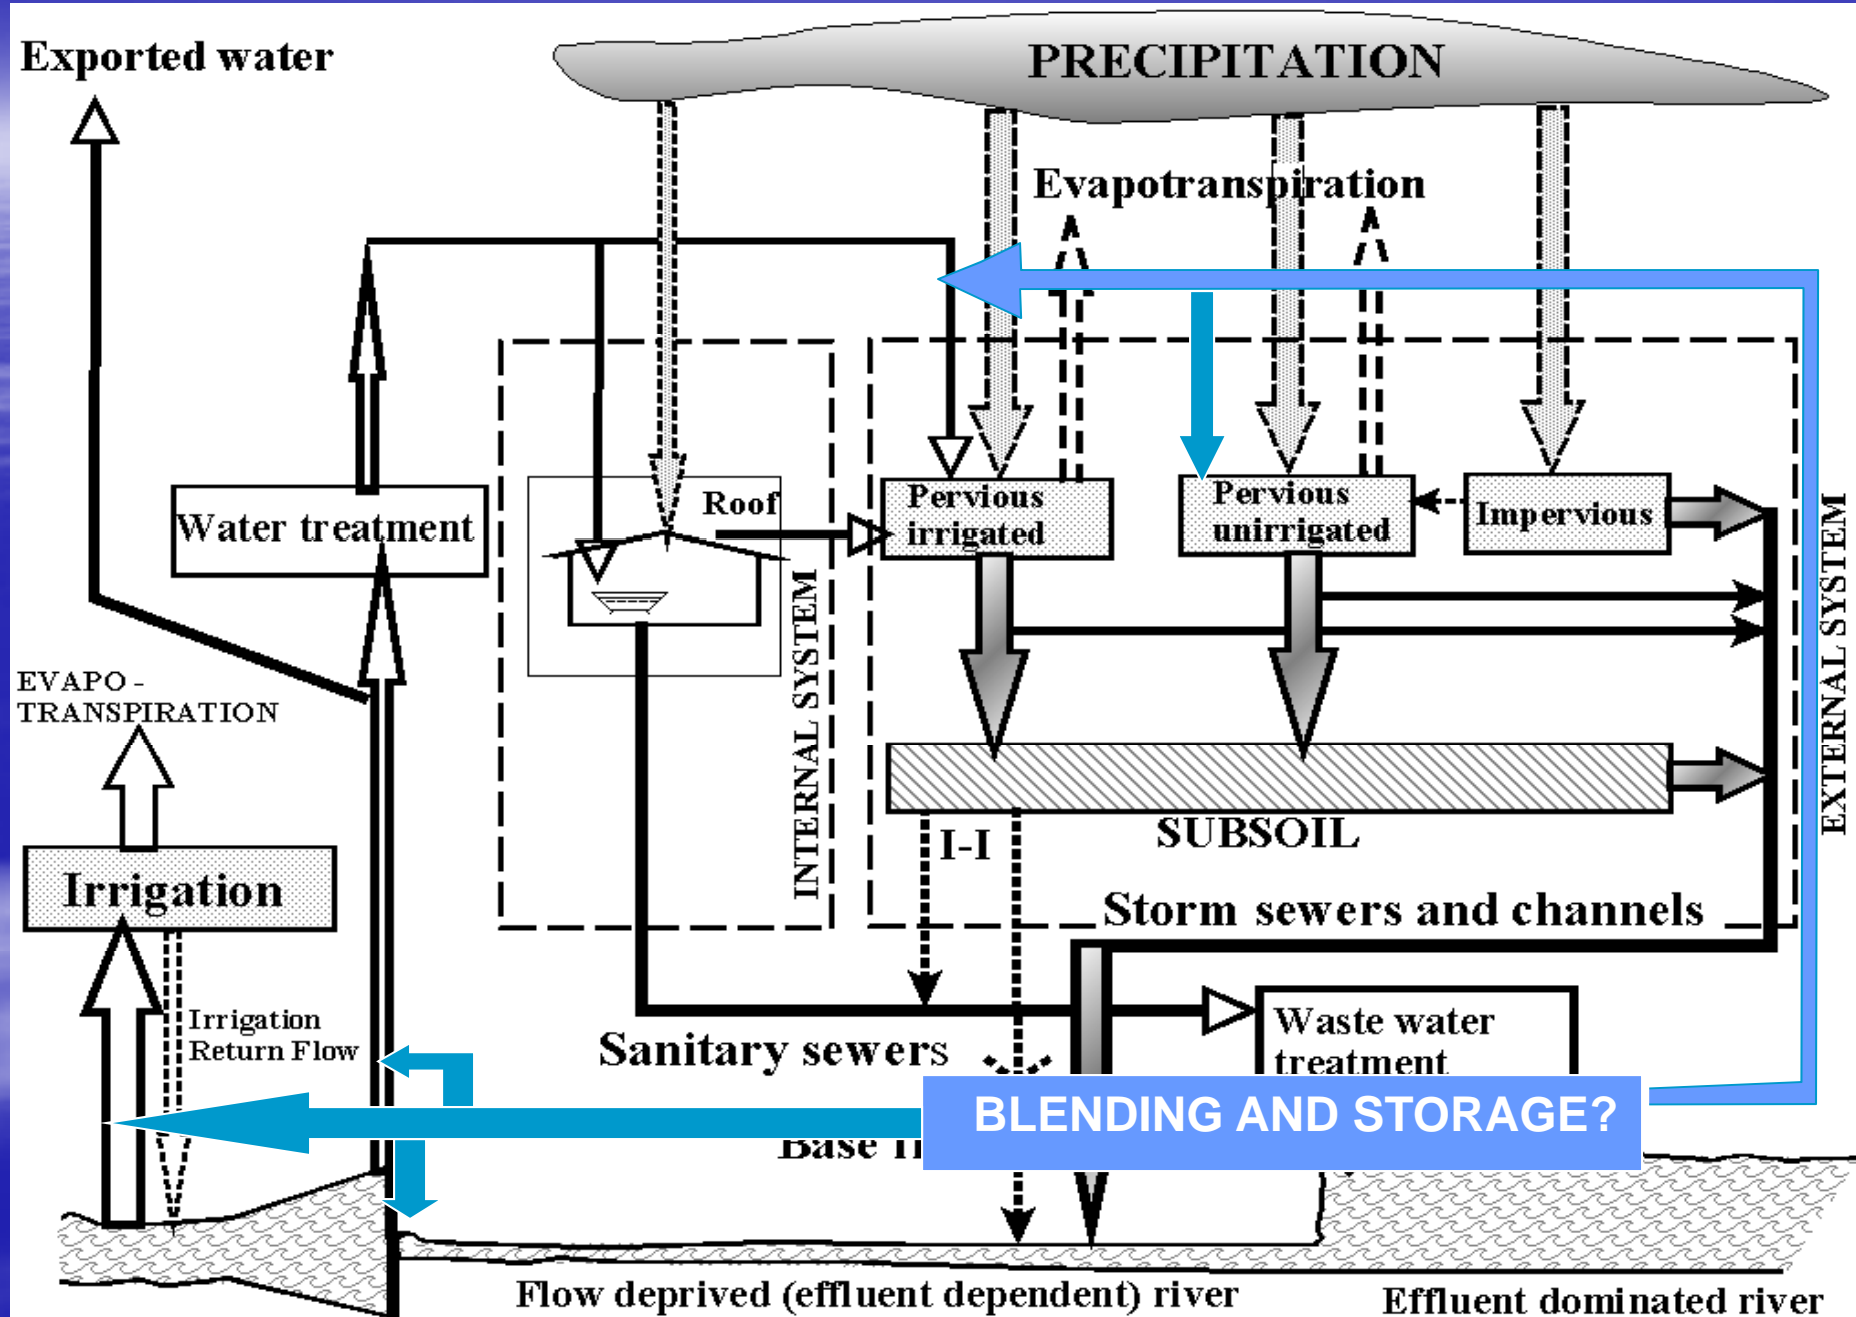 Exported water
PRECIPITATION
Evapotranspiration
Water treatment
Roof
Pervious
irrigated
Pervious
unirrigated
Impervious
INTERNAL SYSTEM
EXTERNAL SYSTEM
EVAPO -
TRANSPIRATION
Irrigation
I-I
SUBSOIL
Storm sewers and channels
Irrigation
Return Flow
Sanitary sewers
Waste water
treatment
BLENDING AND STORAGE?
Base
Flow deprived (effluent dependent) river
Effluent dominated river